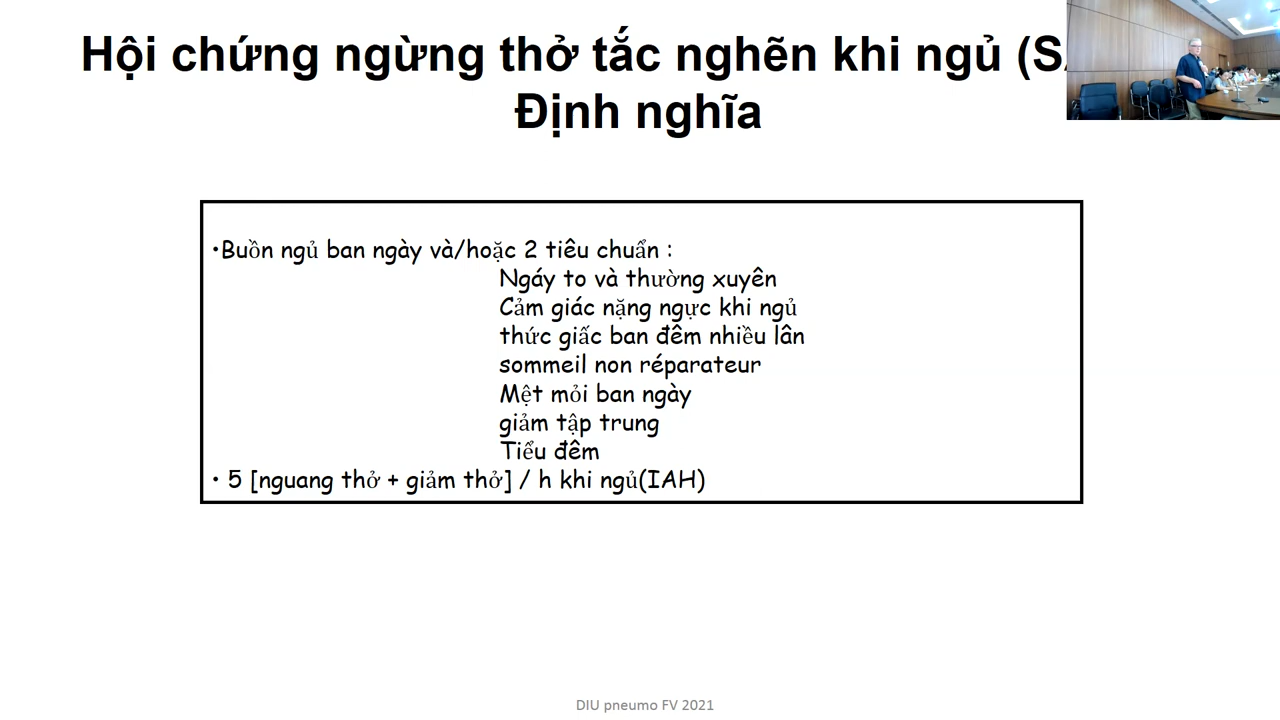 Hội chứng ngừng thở tắc nghẽn khi ngủ
Định nghĩa
•Buồn ngủ ban ngày và/hoặc 2 tiêu chuẩn :
Ngáy to và thường xuyên
Cảm giác nặng ngực khi ngủ
thức giấc ban đêm nhiều lân
sommeil non réparateur
Mệt mỏi ban ngày
giảm tập trung
Tiểu đêm
• 5 [nguang thở + giảm thở] / h khi ngủ(IAH)
DIU pneumo FV 2021